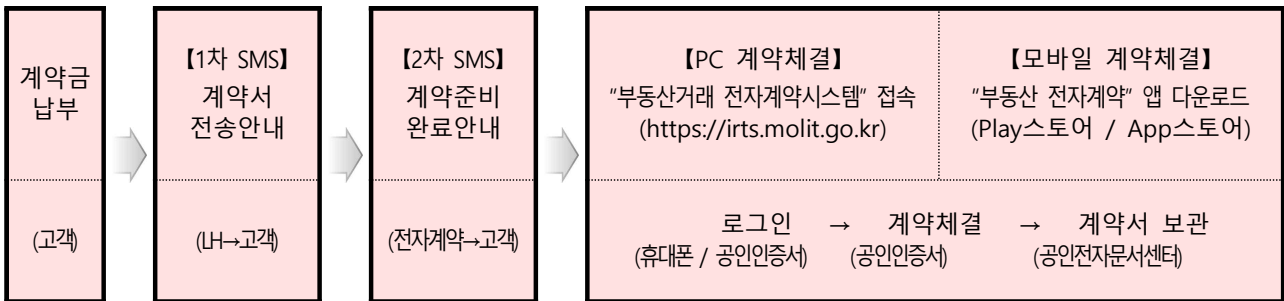 계약금
납부
(고객)
【1차 SMS】
계약서
전송안내
(LH→고객)
【2차 SMS】
계약준비
완료안내
(전자계약→고객)
【PC 계약체결】
"부동산거래 전자계약시스템" 접속
(https://irts.molit.go.kr)
【모바일 계약체결】
"부동산 전자계약" 앱 다운로드
(Play스토어 / App스토어)
로그인 → 계약체결 → 계약서 보관
(휴대폰 / 공인인증서) (공인인증서) (공인전자문서센터)